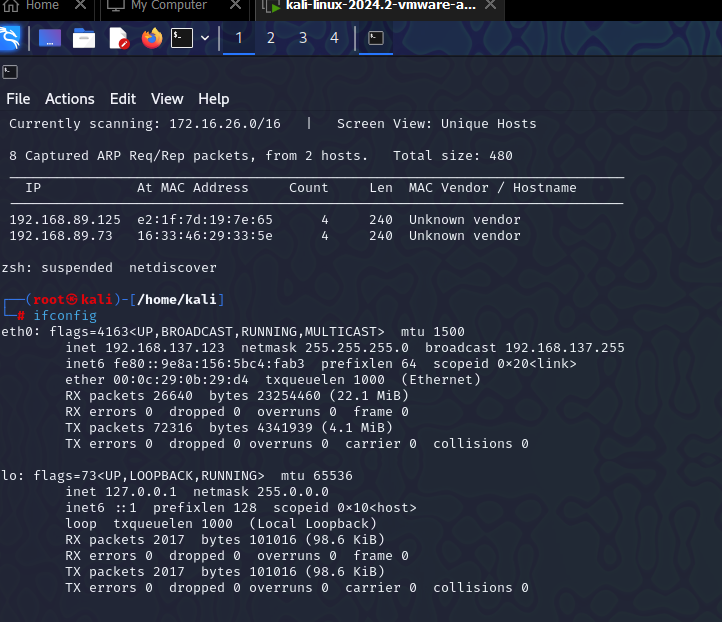 Home
My Computer
kali-linux-2024.2-vmware-a...
1 2 3 4
File Actions Edit View Help
Currently scanning: 172.16.26.0/16 | Screen View: Unique Hosts
8 Captured ARP Req/Rep packets, from 2 hosts. Total size: 480
IP At MAC Address Count Len MAC Vendor / Hostname
192.168.89.125 e2:1f:7d:19:7e:65 4 240 Unknown vendor
192.168.89.73 16:33:46:29:33:5e 4 240 Unknown vendor
zsh: suspended netdiscover
┌──(root㉿kali)-[/home/kali]
└─# ifconfig
eth0: flags=4163<UP,BROADCAST,RUNNING,MULTICAST> mtu 1500
inet 192.168.137.123 netmask 255.255.255.0 broadcast 192.168.137.255
inet6 fe80::9e8a:156:5bc4:fab3 prefixlen 64 scopeid 0×20<link>
ether 00:0c:29:0b:29:d4 txqueuelen 1000 (Ethernet)
RX packets 26640 bytes 23254460 (22.1 MiB)
RX errors 0 dropped 0 overruns 0 frame 0
TX packets 72316 bytes 4341939 (4.1 MiB)
TX errors 0 dropped 0 overruns 0 carrier 0 collisions 0
lo: flags=73<UP,LOOPBACK,RUNNING> mtu 65536
inet 127.0.0.1 netmask 255.0.0.0
inet6 ::1 prefixlen 128 scopeid 0×10<host>
loop txqueuelen 1000 (Local Loopback)
RX packets 2017 bytes 101016 (98.6 KiB)
RX errors 0 dropped 0 overruns 0 frame 0
TX packets 2017 bytes 101016 (98.6 KiB)
TX errors 0 dropped 0 overruns 0 carrier 0 collisions 0